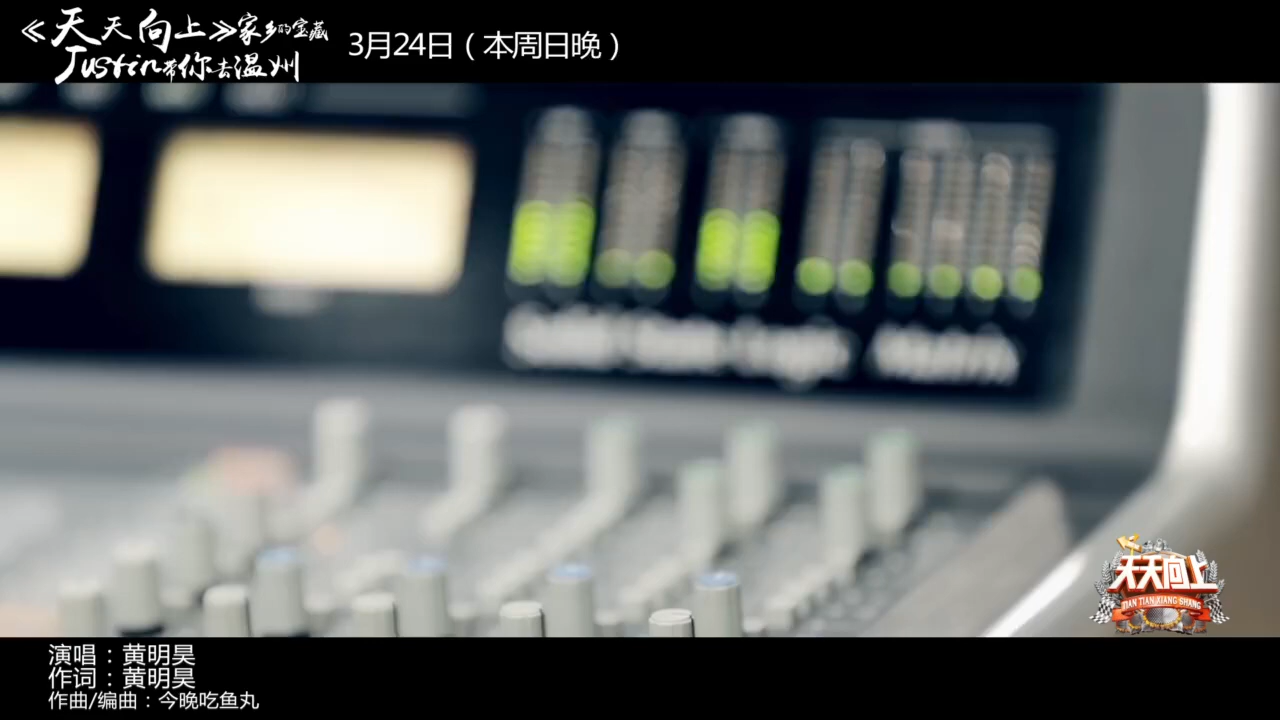 《天天向上》家乡的宝藏
Justin带你去温州
3月24日（本周日晚）
天天向上
TIAN TIAN XIANG SHANG
演唱：黄明昊
作词：黄明昊
作曲/编曲：今晚吃鱼丸